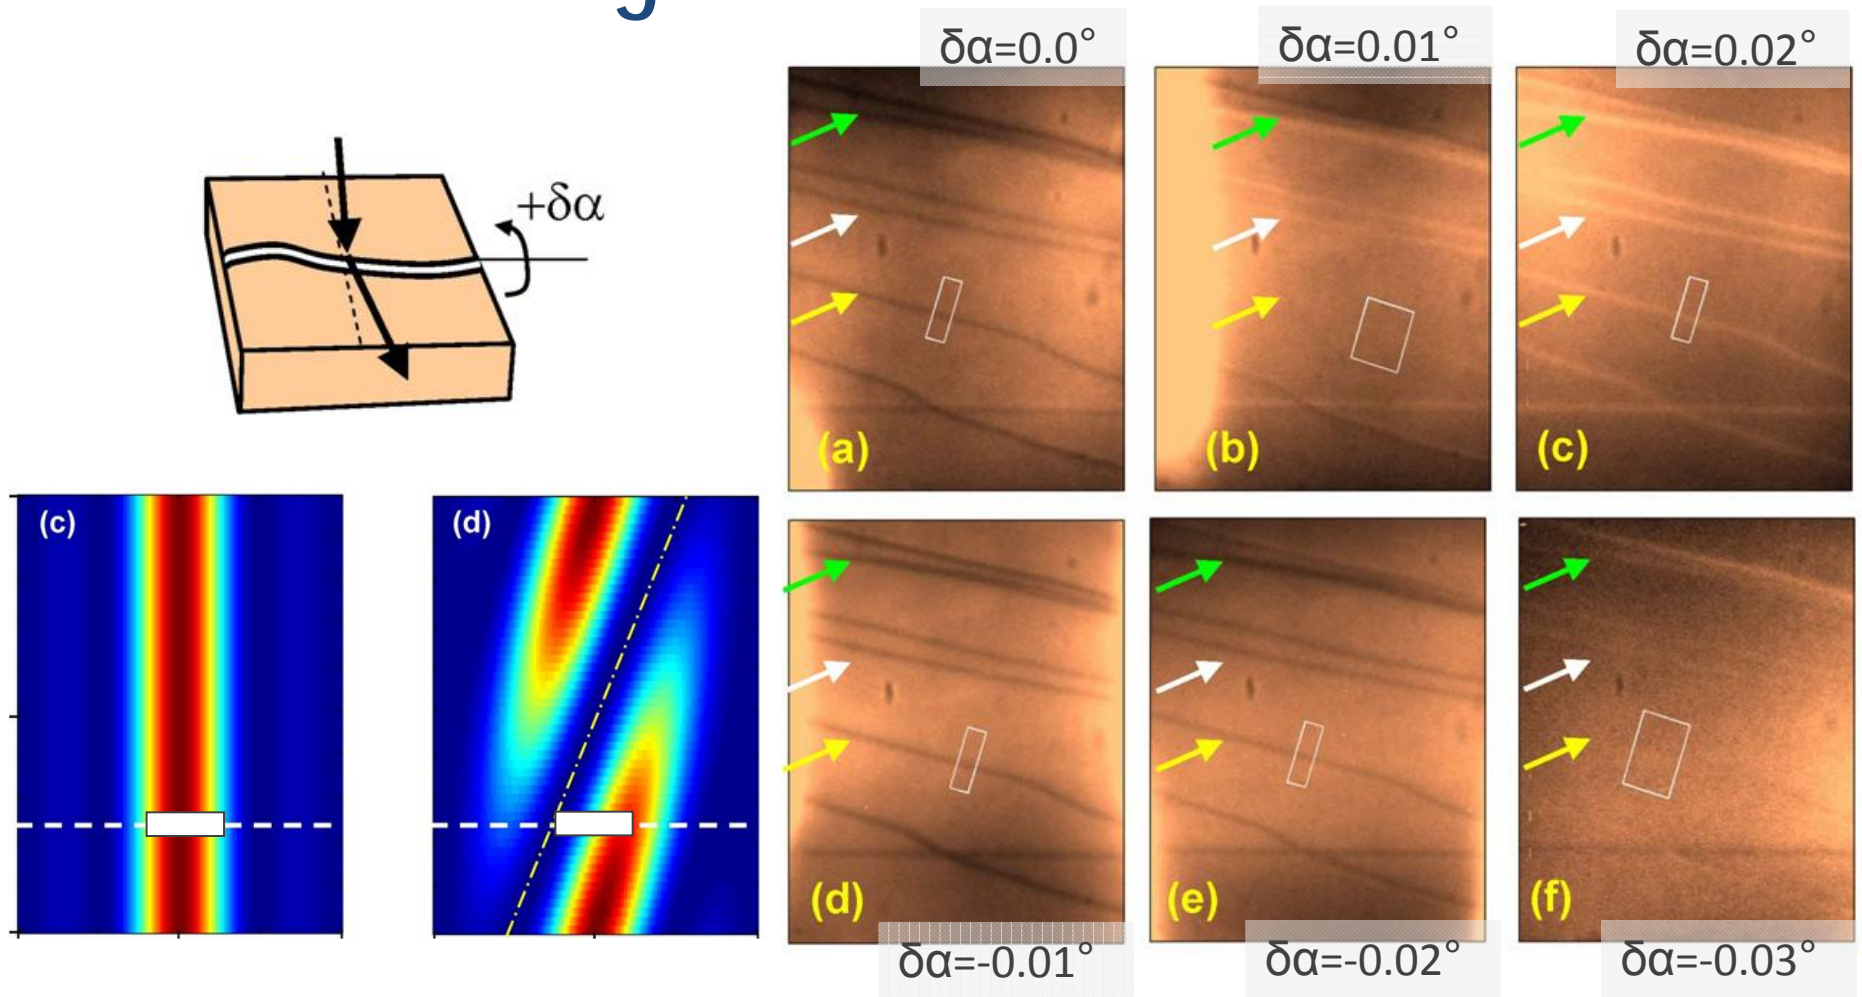 δα=0.0°
δα=0.01°
δα=0.02°
+δα
(a)
(b)
(c)
(c)
(d)
(d)
(e)
(f)
δα=-0.01°
δα=-0.02°
δα=-0.03°